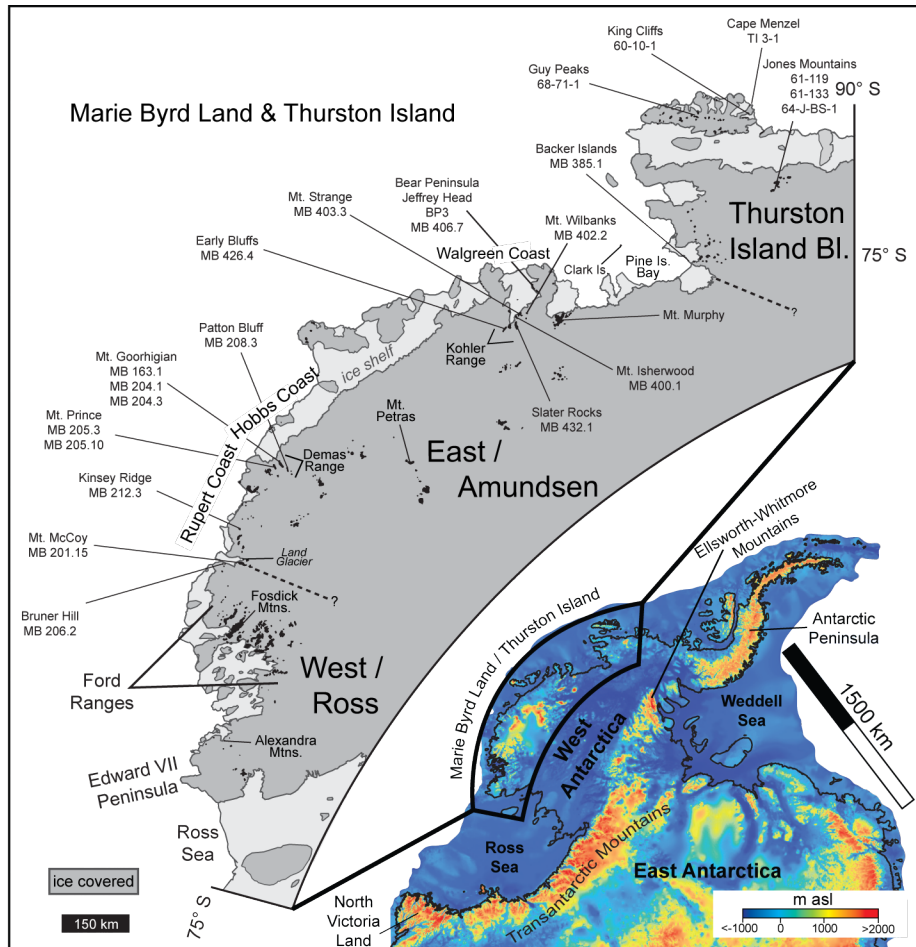 Marie Byrd Land & Thurston Island
King Cliffs
60-10-1
Cape Menzel
TI 3-1
Guy Peaks
68-71-1
Jones Mountains
61-119
61-133
64-J-BS-1
90° S
Backer Islands
MB 385.1
Bear Peninsula
Jeffrey Head
BP3
MB 406.7
Mt. Strange
MB 403.3
Mt. Wilbanks
MB 402.2
Early Bluffs
MB 426.4
Walgreen Coast
Clark Is.
Pine Is.
Bay
Thurston
Island Bl.
75° S
?
Mt. Murphy
Patton Bluff
MB 208.3
Kohler
Range
Mt. Goorhigian
MB 163.1
MB 204.1
MB 204.3
ice shelf
Mt. Isherwood
MB 400.1
Slater Rocks
MB 432.1
Hobbs Coast
Rupert Coast
Mt. Prince
MB 205.3
MB 205.10
Mt.
Petras
Demas
Range
East /
Amundsen
Kinsey Ridge
MB 212.3
Mt. McCoy
MB 201.15
Land
Glacier
?
Bruner Hill
MB 206.2
Fosdick
Mtns.
Ford
Ranges
West /
Ross
Alexandra
Mtns.
Edward VII
Peninsula
Ross
Sea
ice covered
150 km
75° S
Ellsworth-Whitmore
Mountains
Marie Byrd Land / Thurston Island
Antarctic
Peninsula
Weddell
Sea
1500 km
West
Antarctica
Ross
Sea
Transantarctic Mountains
East Antarctica
North
Victoria
Land
m asl
<-1000 0 1000 >2000